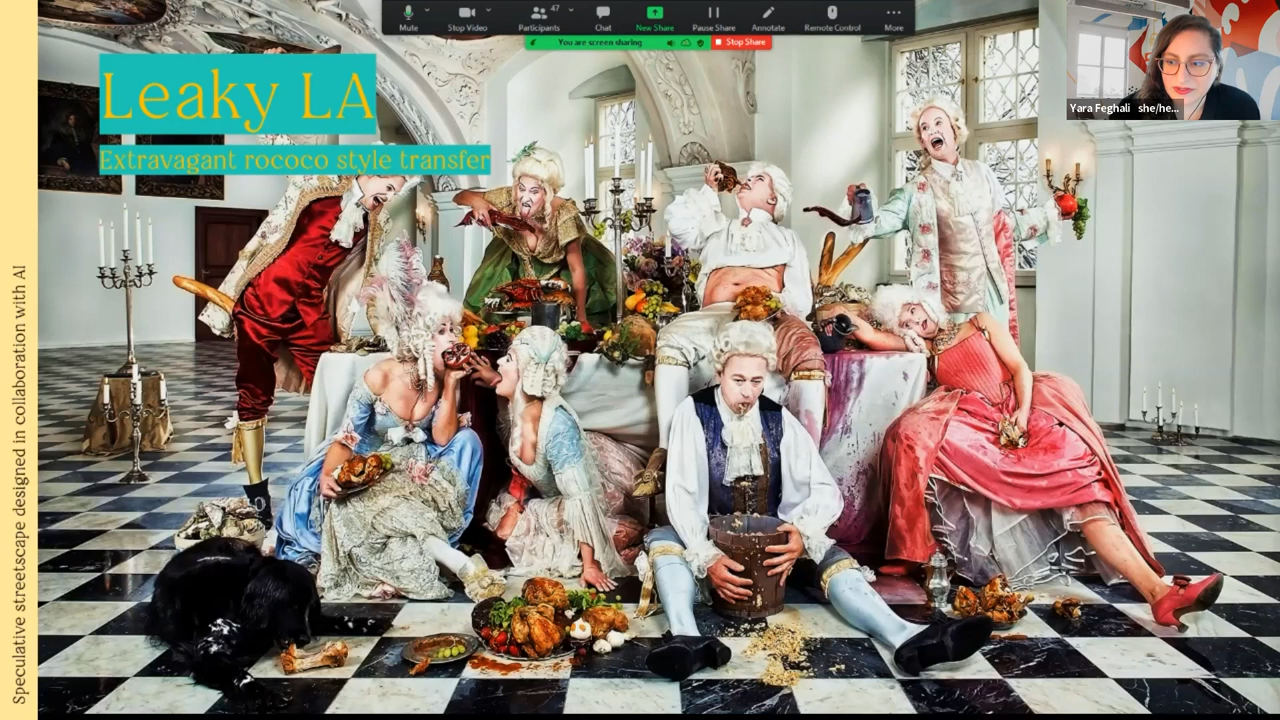 47
Mute
Stop Video
Participants
Chat
New Share
Pause Share
Annotate
Remote Control
More
You are screen sharing
Stop Share
Yara Feghali she/he...
Leaky LA
Extravagant rococo style transfer
Speculative streetscape designed in collaboration with AI